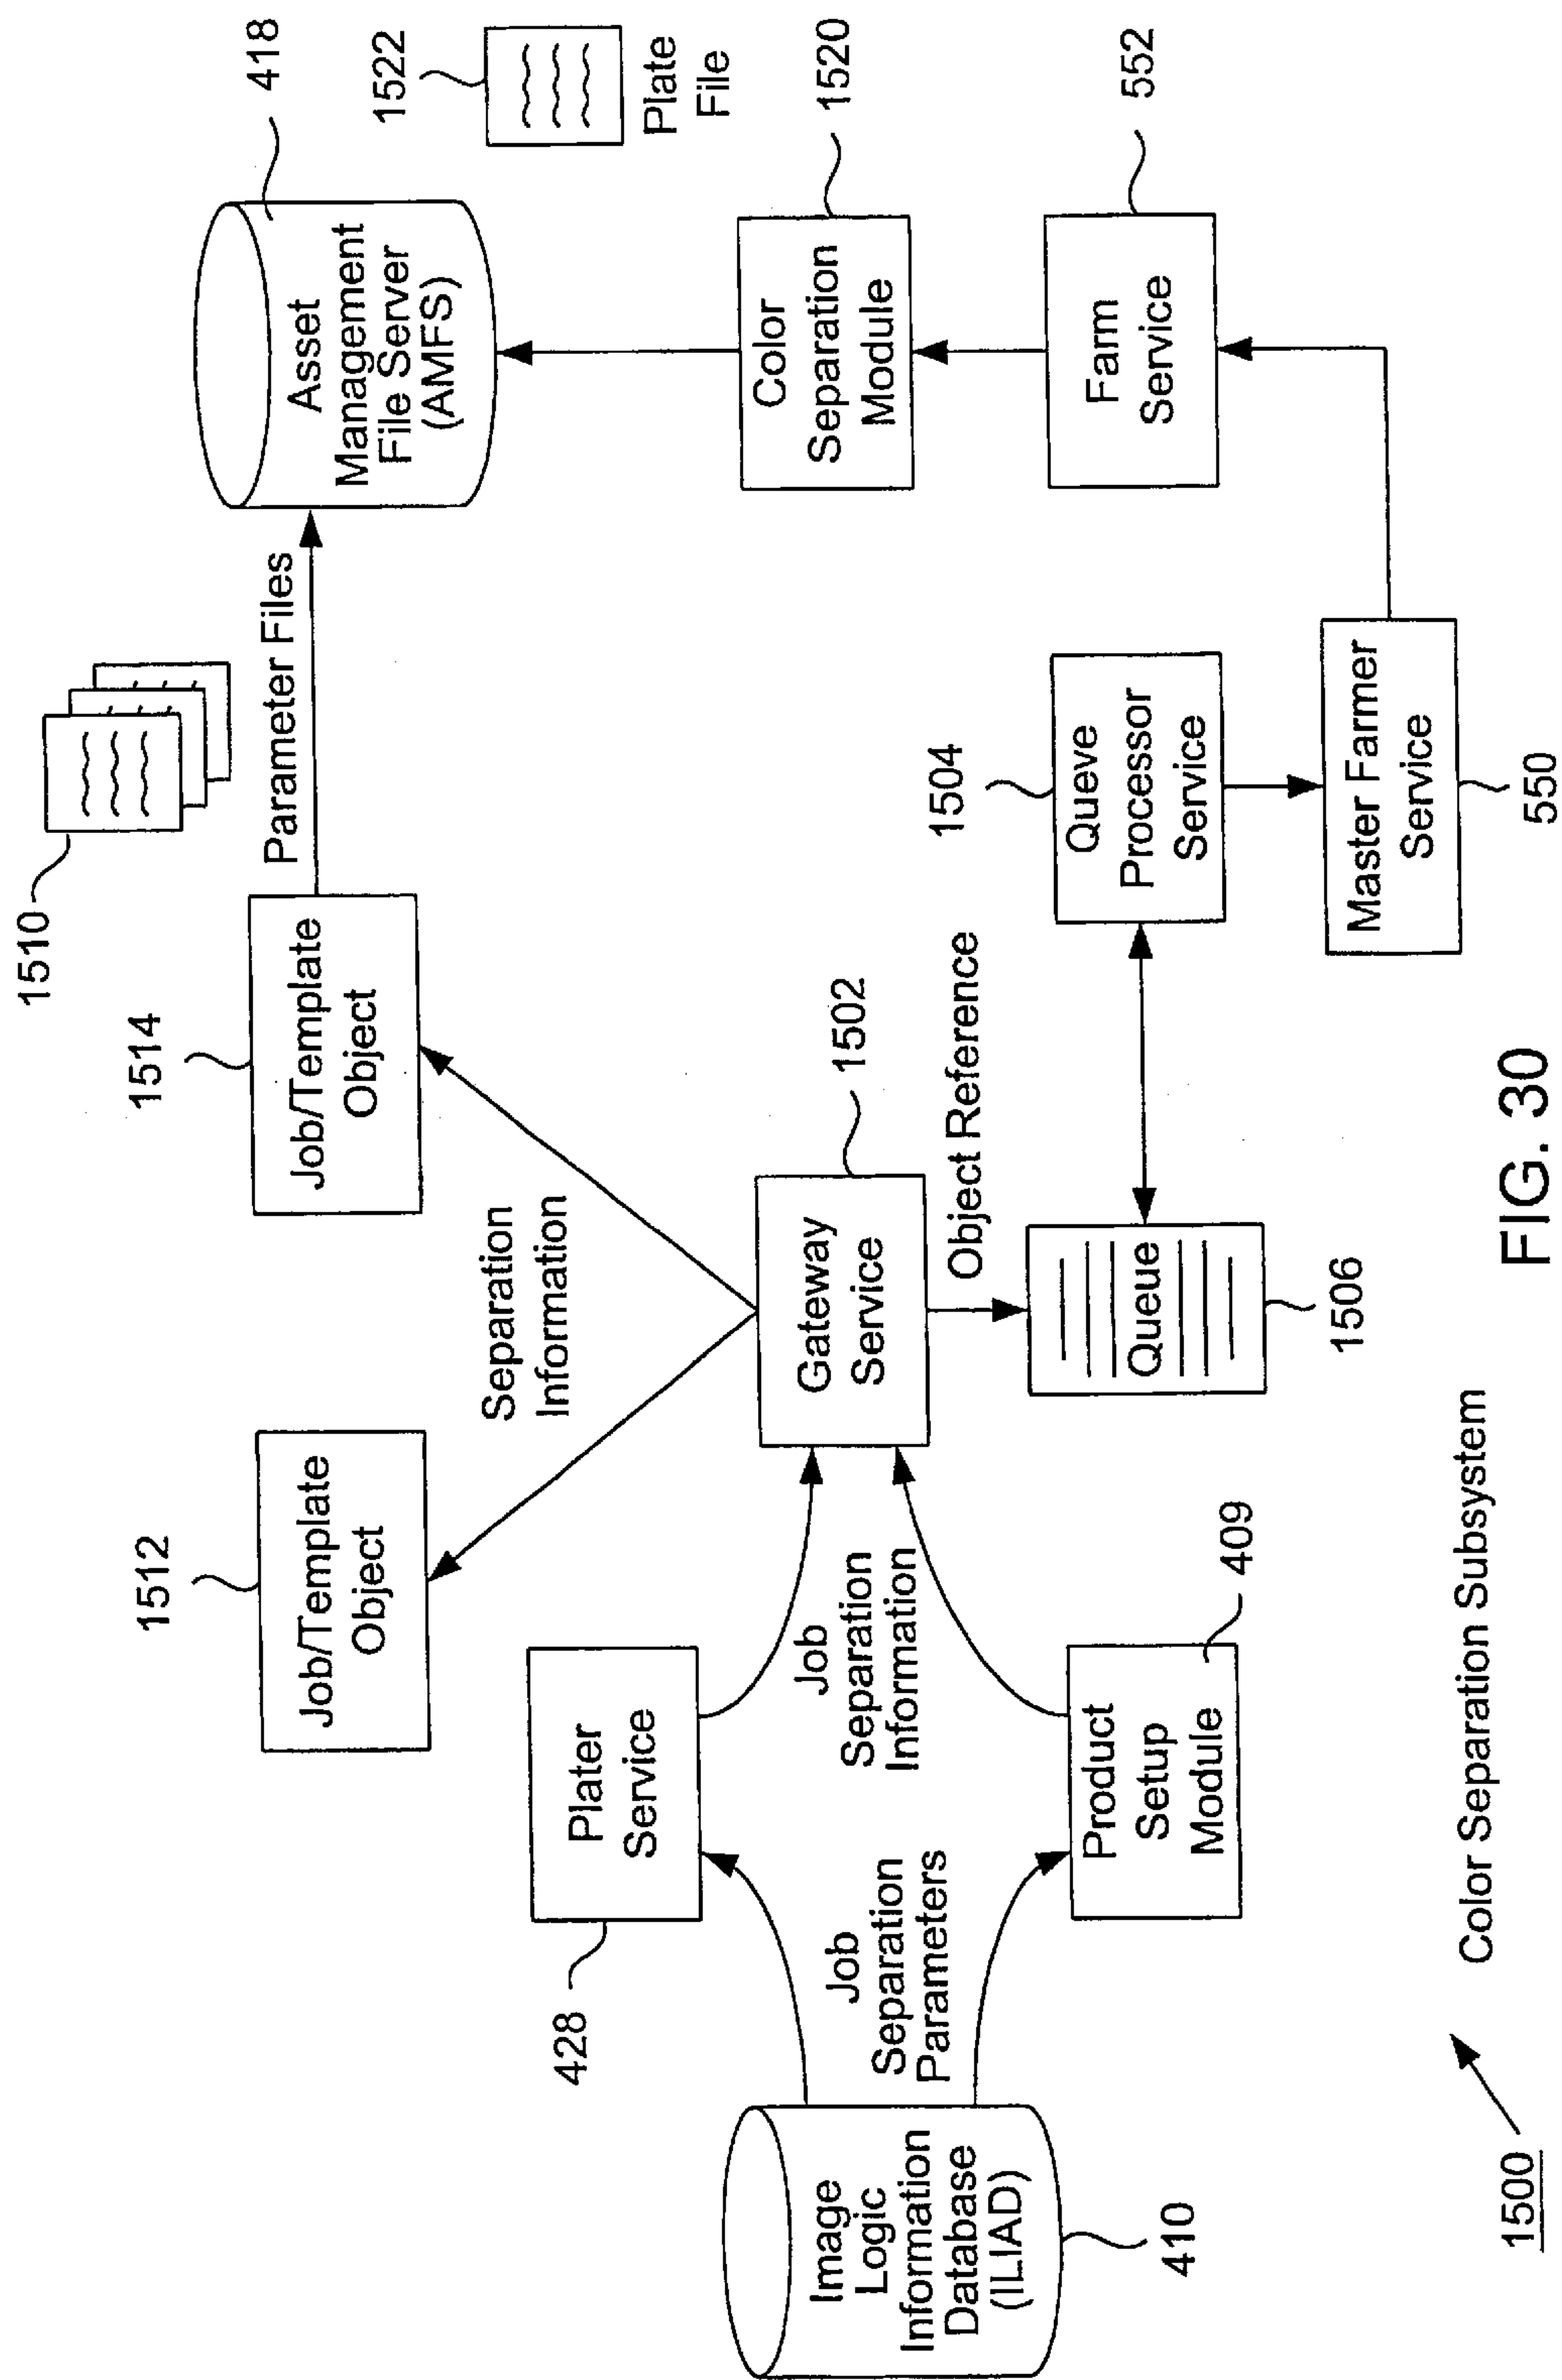 1510
1514
Job/Template
Object
Parameter Files
Asset
Management
File Server
(AMFS)
418
1522
Plate
File
1512
Job/Template
Object
Separation
Information
428
Plater
Service
Image
Logic
Information
Database
(ILIAD)
410
Job
Separation
Parameters
Job
Separation
Information
Product
Setup
Module
409
Gateway
Service
1502
Object Reference
Queue
1506
1504
Queve
Processor
Service
Master Farmer
Service
550
Color
Separation
Module
1520
Farm
Service
552
1500
Color Separation Subsystem
FIG. 30